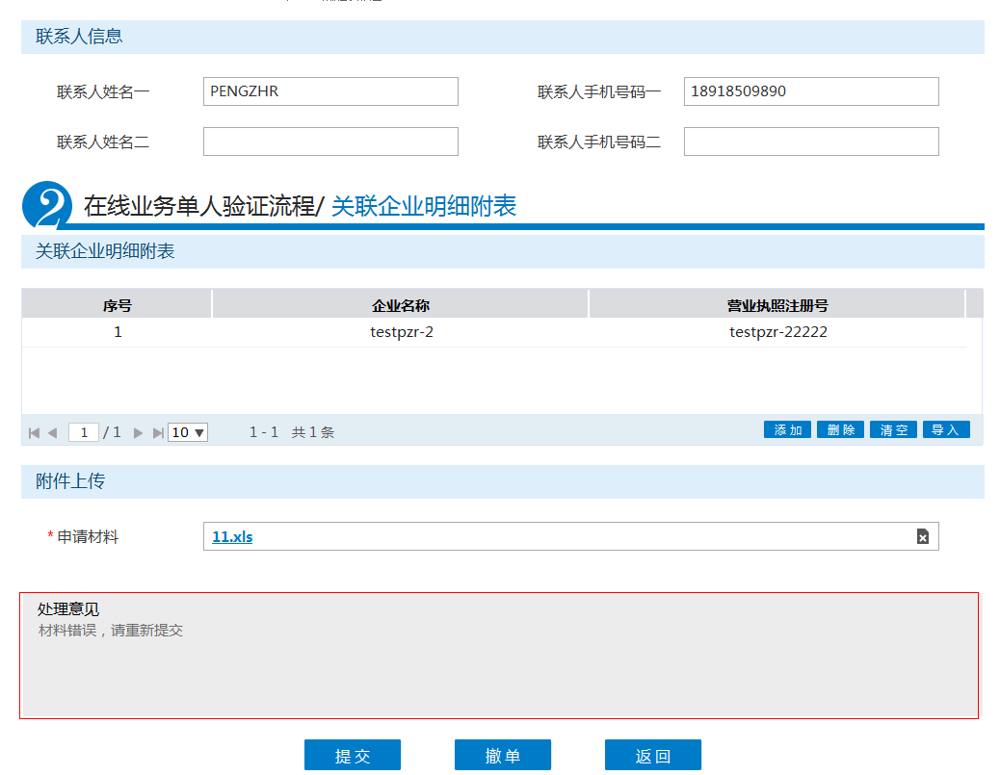 联系人信息
联系人姓名一 PENGZHR 联系人手机号码一 18918509890
联系人姓名二 联系人手机号码二
2 在线业务单人验证流程/ 关联企业明细附表
关联企业明细附表
序号 企业名称 营业执照注册号
1 testpzr-2 testpzr-22222
1 / 1 10 ▼ 1 - 1 共 1 条 添加 删除 清空 导入
附件上传
* 申请材料 11.xls
处理意见
材料错误，请重新提交
提交 撤单 返回